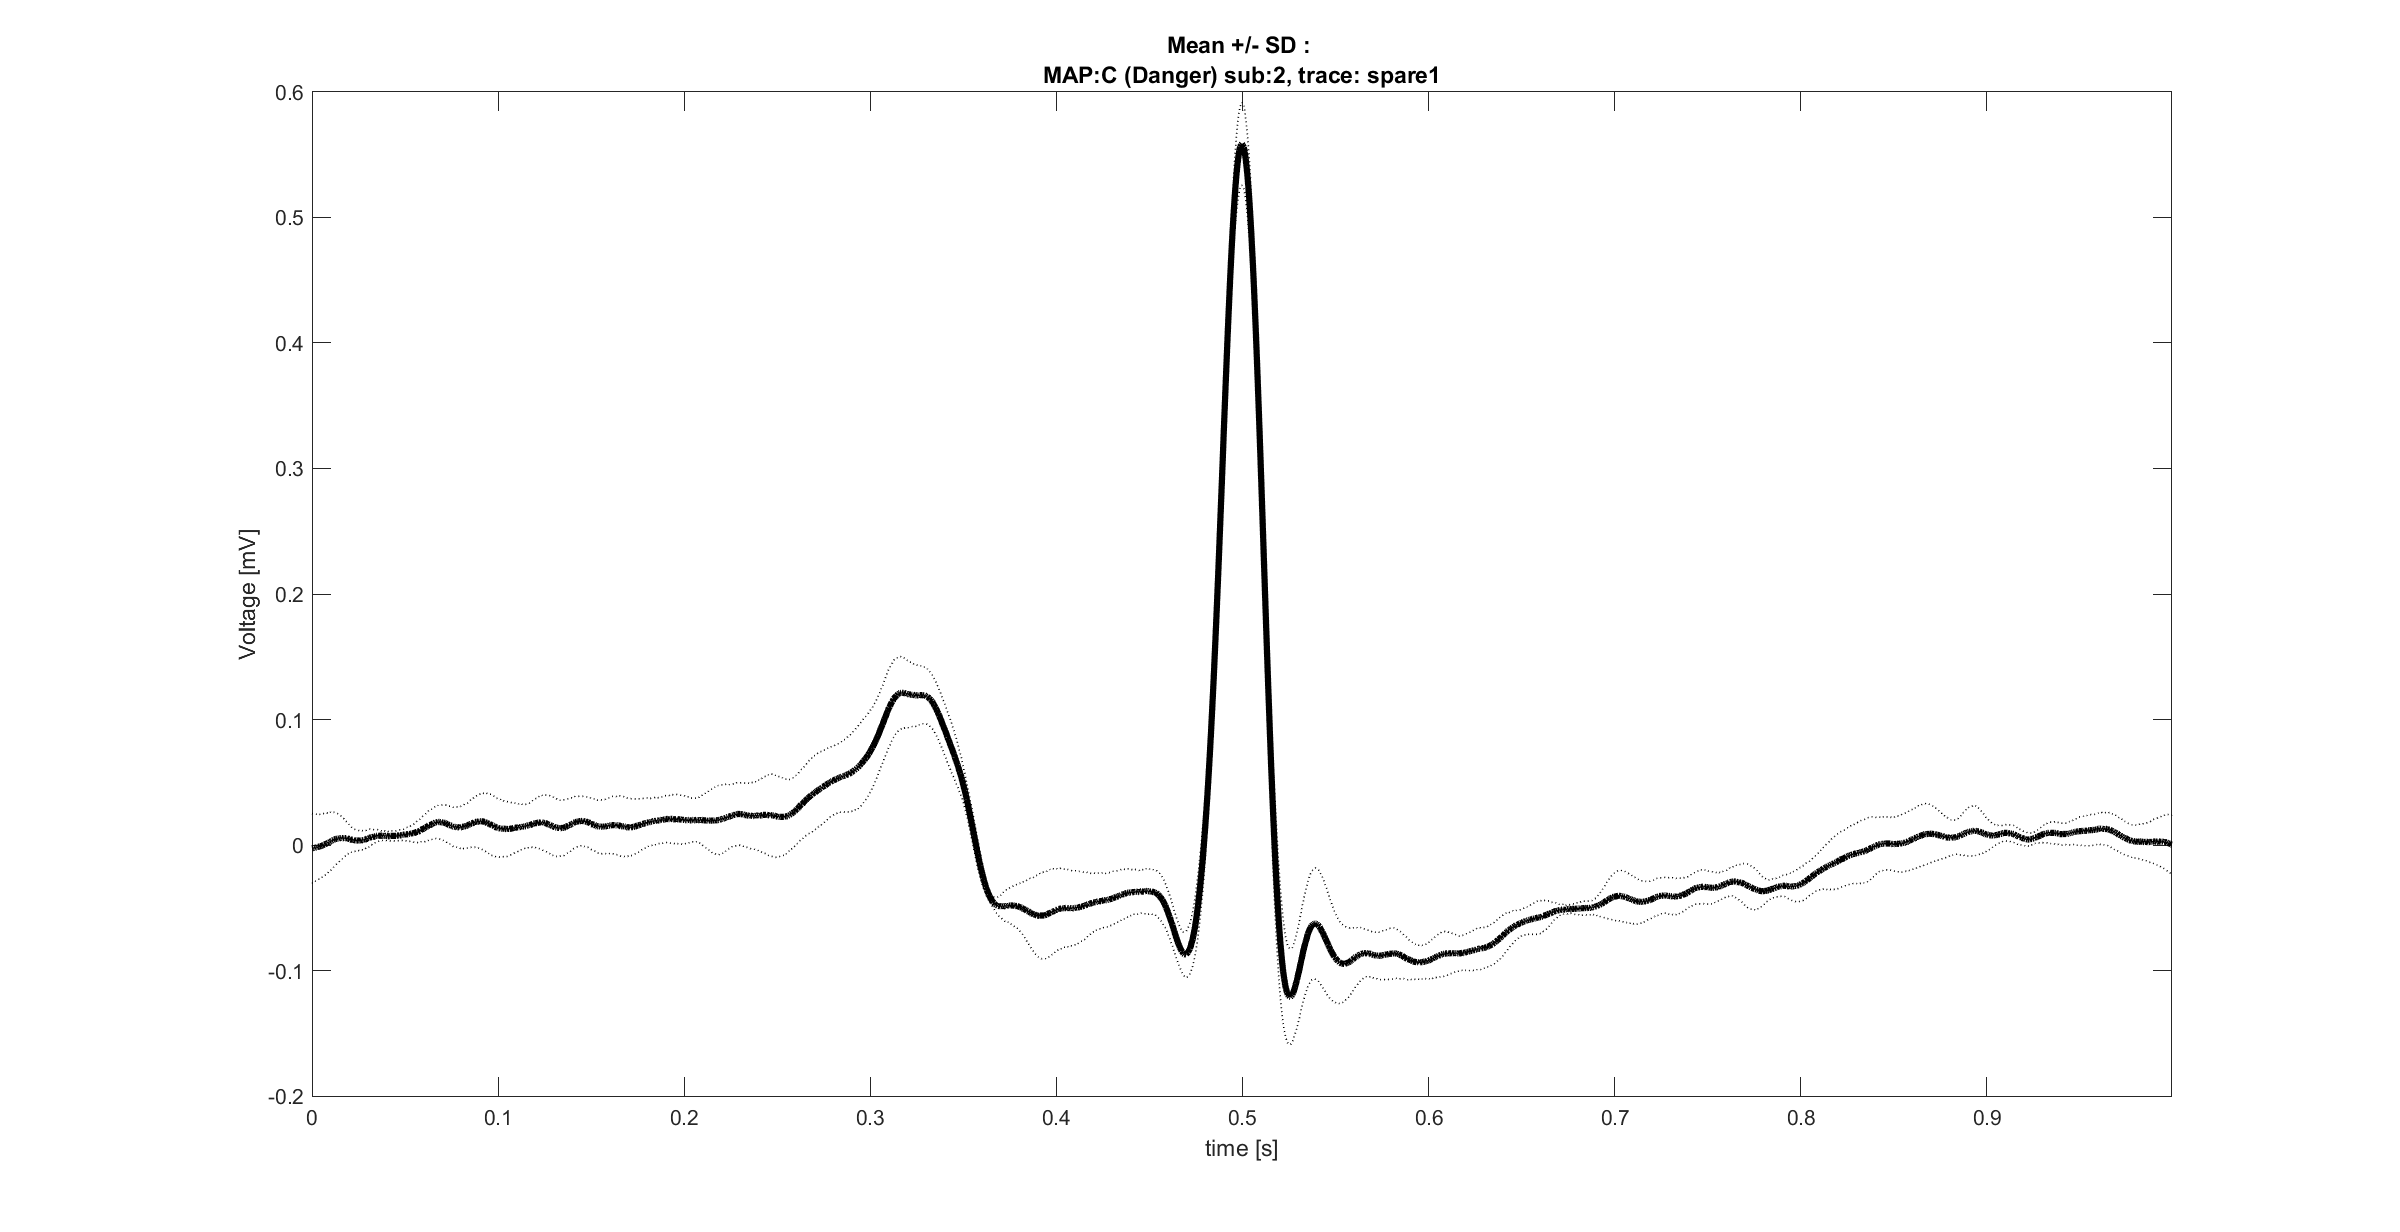 Mean +/- SD :
MAP:C (Danger) sub:2, trace: spare1
0.6
0.5
0.4
0.3
0.2
0.1
0
-0.1
-0.2
Voltage [mV]
0 0.1 0.2 0.3 0.4 0.5 0.6 0.7 0.8 0.9
time [s]